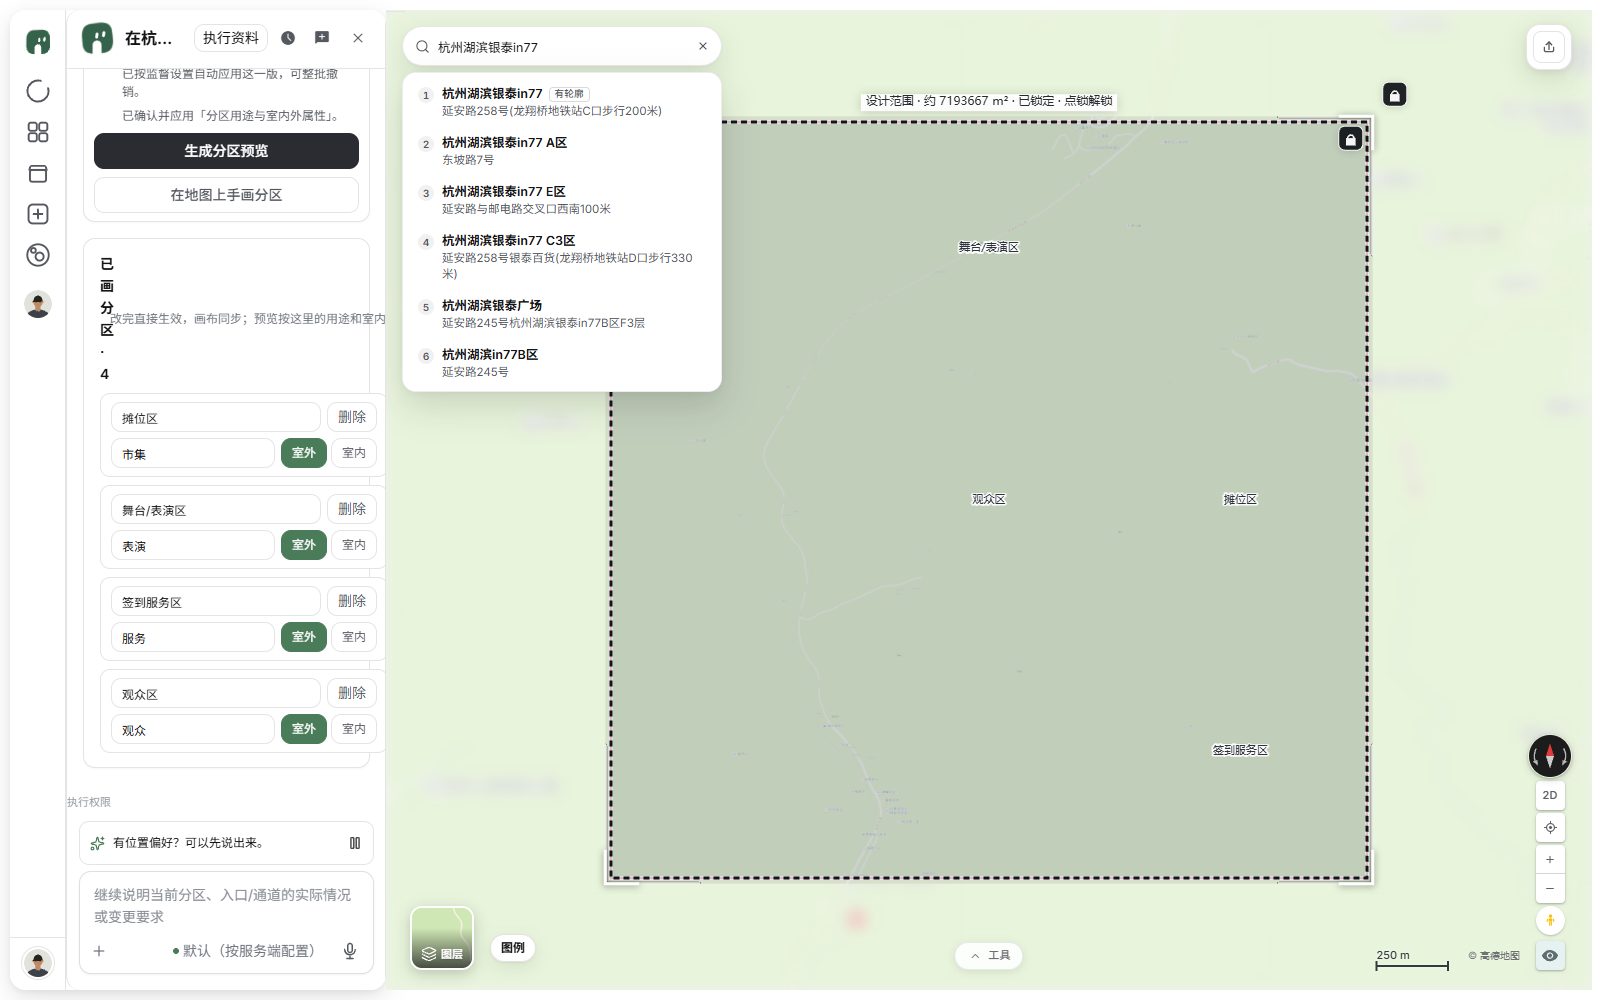 在杭...
执行资料
已按监督设置自动应用这一版，可整批撤
销。
已确认并应用「分区用途与室内外属性」。
生成分区预览
在地图上手画分区
已画分区·4
改完直接生效，画布同步；预览按这里的用途和室内
摊位区
删除
市集
室外
室内
舞台/表演区
删除
表演
室外
室内
签到服务区
删除
服务
室外
室内
观众区
删除
观众
室外
室内
执行权限
有位置偏好？可以先说出来。
继续说明当前分区、入口/通道的实际情况
或变更要求
默认（按服务端配置）
杭州湖滨银泰in77
1
杭州湖滨银泰in77 有轮廓
延安路258号(龙翔桥地铁站C口步行200米)
2
杭州湖滨银泰in77 A区
东坡路7号
3
杭州湖滨银泰in77 E区
延安路与邮电路交叉口西南100米
4
杭州湖滨银泰in77 C3区
延安路258号银泰百货(龙翔桥地铁站D口步行330
米)
5
杭州湖滨银泰广场
延安路245号杭州湖滨银泰in77B区F3层
6
杭州湖滨in77B区
延安路245号
设计范围 · 约 7193667 m² · 已锁定 · 点锁解锁
舞台/表演区
观众区
摊位区
签到服务区
图层
图例
工具
250 m
© 高德地图
2D